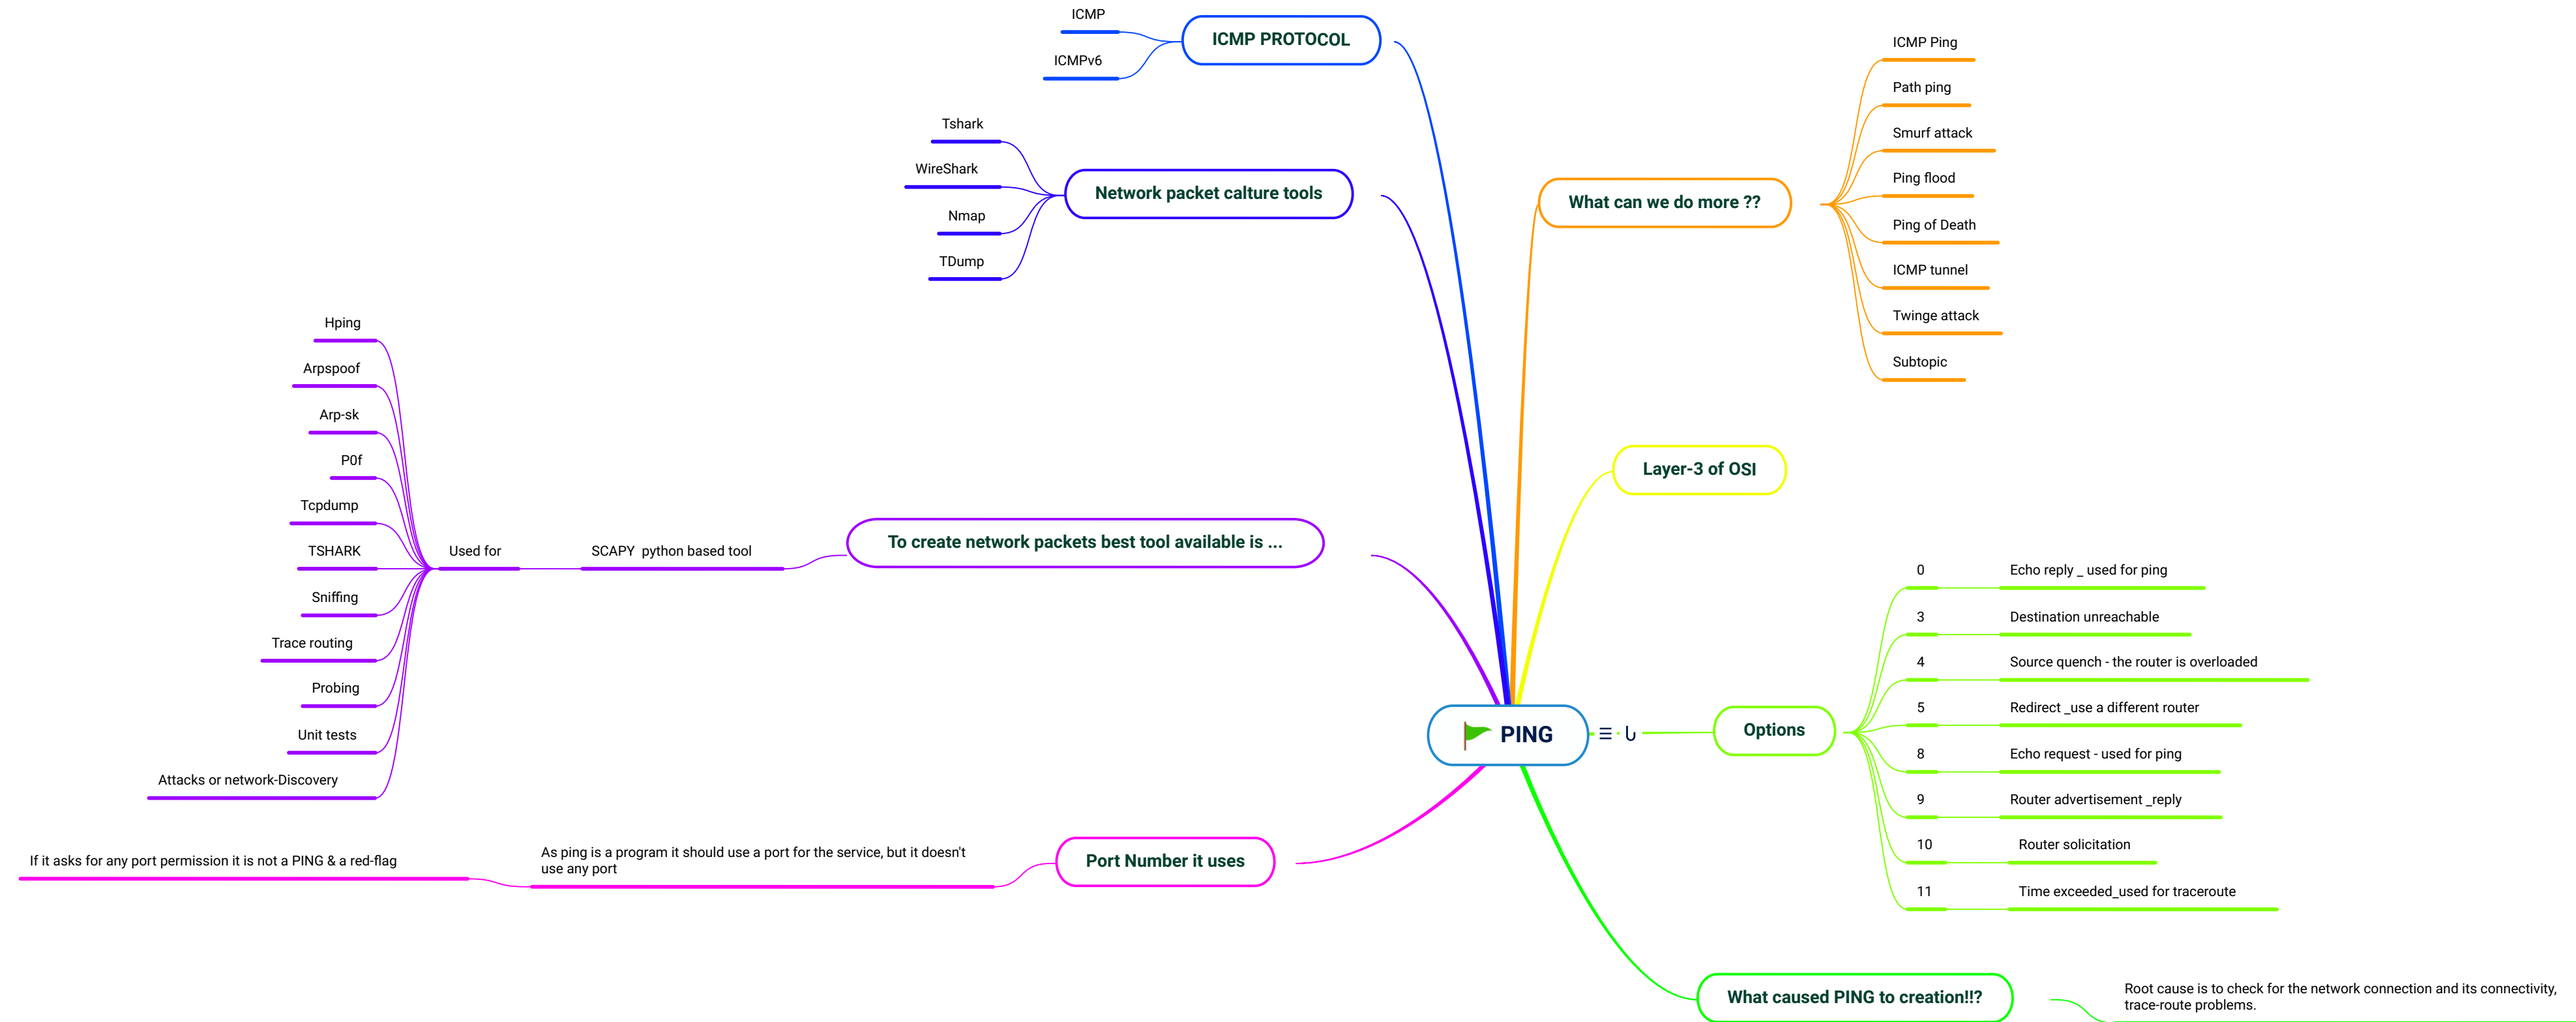 ICMP PROTOCOL
ICMP
ICMPv6
Network packet calture tools
Tshark
WireShark
Nmap
TDump
To create network packets best tool available is ...
SCAPY  python based tool
Used for
Hping
Arpspoof
Arp-sk
P0f
Tcpdump
TSHARK
Sniffing
Trace routing
Probing
Unit tests
Attacks or network-Discovery
Port Number it uses
As ping is a program it should use a port for the service, but it doesn't
use any port
If it asks for any port permission it is not a PING & a red-flag
PING
What can we do more ??
ICMP Ping
Path ping
Smurf attack
Ping flood
Ping of Death
ICMP tunnel
Twinge attack
Subtopic
Layer-3 of OSI
Options
0 Echo reply _ used for ping
3 Destination unreachable
4 Source quench - the router is overloaded
5 Redirect _use a different router
8 Echo request - used for ping
9 Router advertisement _reply
10 Router solicitation
11 Time exceeded_used for traceroute
What caused PING to creation!!?
Root cause is to check for the network connection and its connectivity,
trace-route problems.